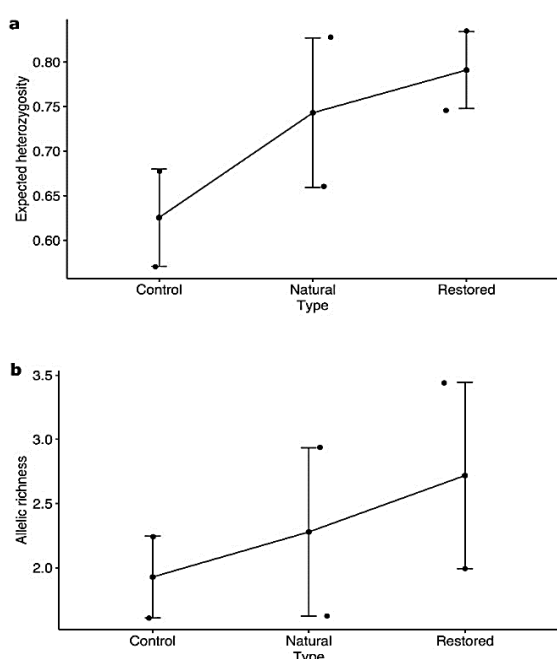 a
Expected heterozygosity
0.80
0.75
0.70
0.65
0.60
Control Natural Restored
Type
b
Allelic richness
3.5
3.0
2.5
2.0
Control Natural Restored
Type